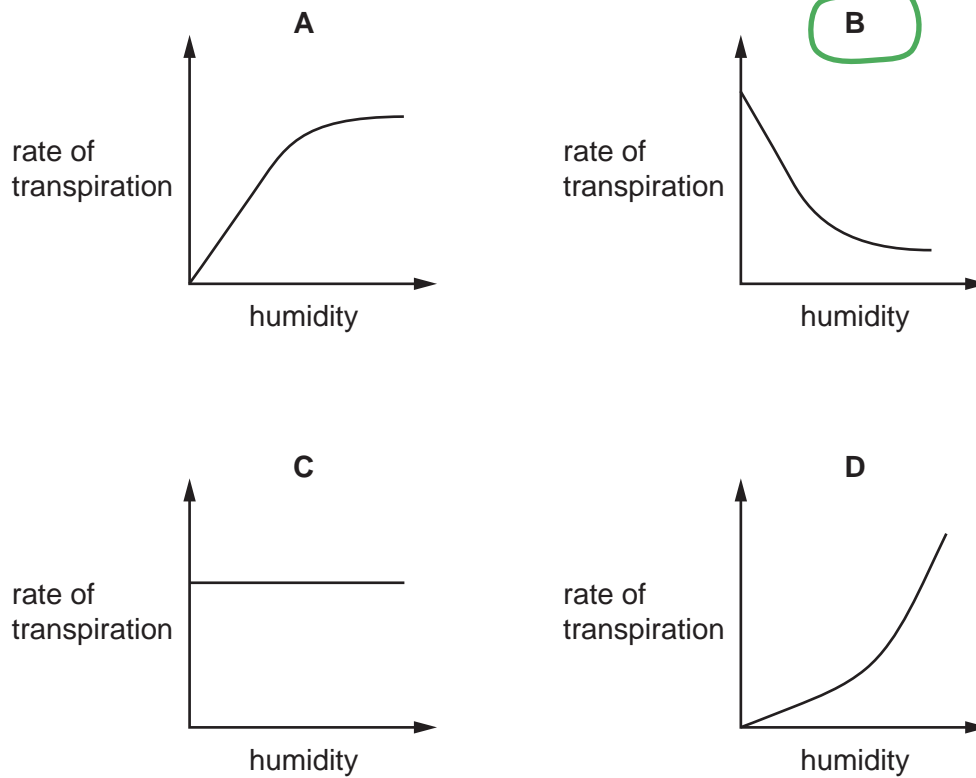 A
rate of
transpiration
humidity
B
rate of
transpiration
humidity
C
rate of
transpiration
humidity
D
rate of
transpiration
humidity